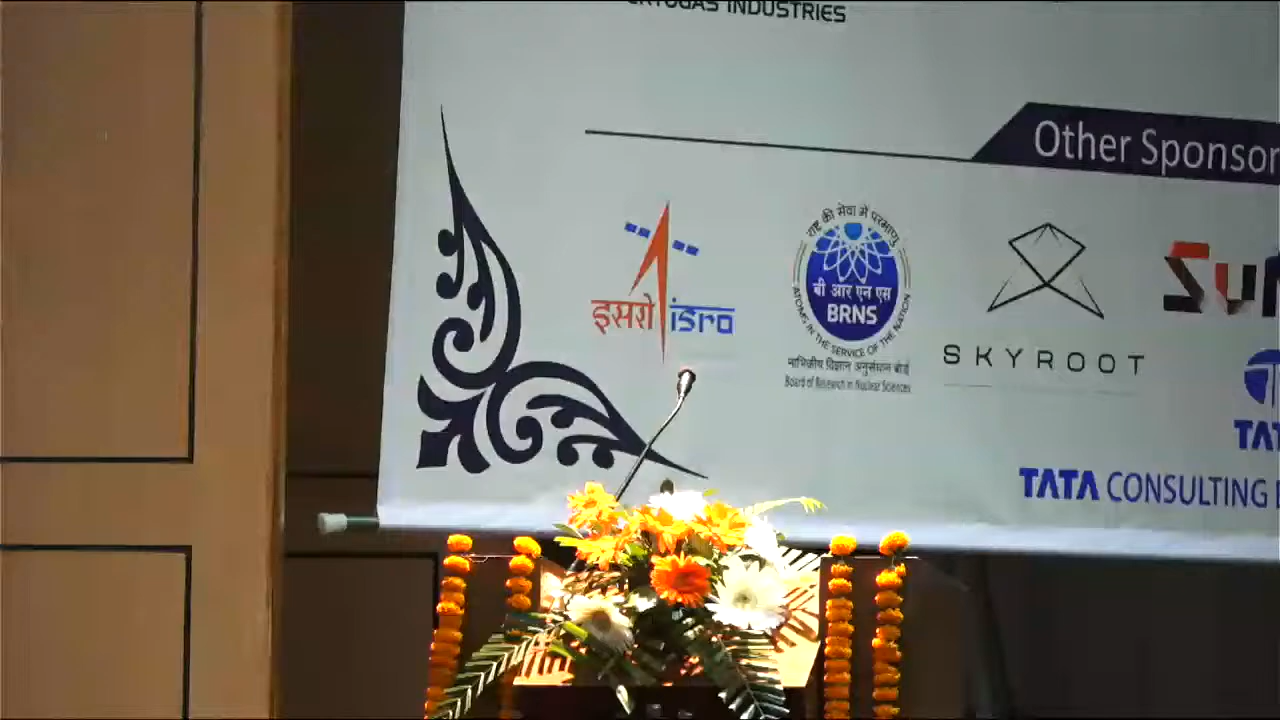 INDUSTRIES
Other Sponsor
इसरो isro
राष्ट्र की सेवा में परमाणु
बी आर एन एस
BRNS
ATOMS IN THE SERVICE OF THE NATION
नाभिकीय विज्ञान अनुसंधान बोर्ड
Board of Research in Nuclear Sciences
SKYROOT
TATA CONSULTING